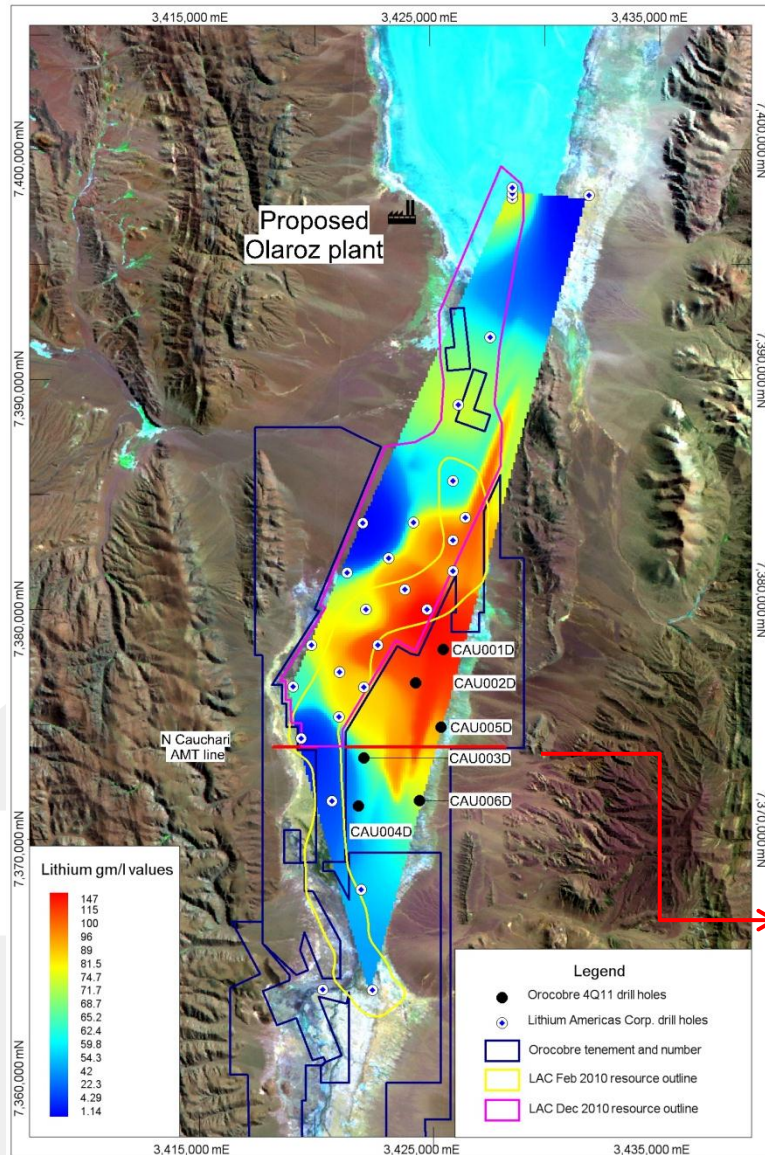 3,415,000 mE
3,425,000 mE
3,435,000 mE
7,400,000 mN
7,400,000 mN
Proposed
Olaroz plant
7,390,000 mN
7,390,000 mN
7,380,000 mN
7,380,000 mN
CAU001D
CAU002D
CAU005D
N Cauchari
AMT line
CAU003D
CAU006D
CAU004D
7,370,000 mN
7,370,000 mN
Lithium gm/l values
147
115
100
96
89
81.5
74.7
71.7
68.7
65.2
62.4
59.8
54.3
42
22.3
4.29
1.14
Legend
Orocobre 4Q11 drill holes
Lithium Americas Corp. drill holes
Orocobre tenement and number
LAC Feb 2010 resource outline
LAC Dec 2010 resource outline
7,360,000 mN
7,360,000 mN
3,415,000 mE
3,425,000 mE
3,435,000 mE